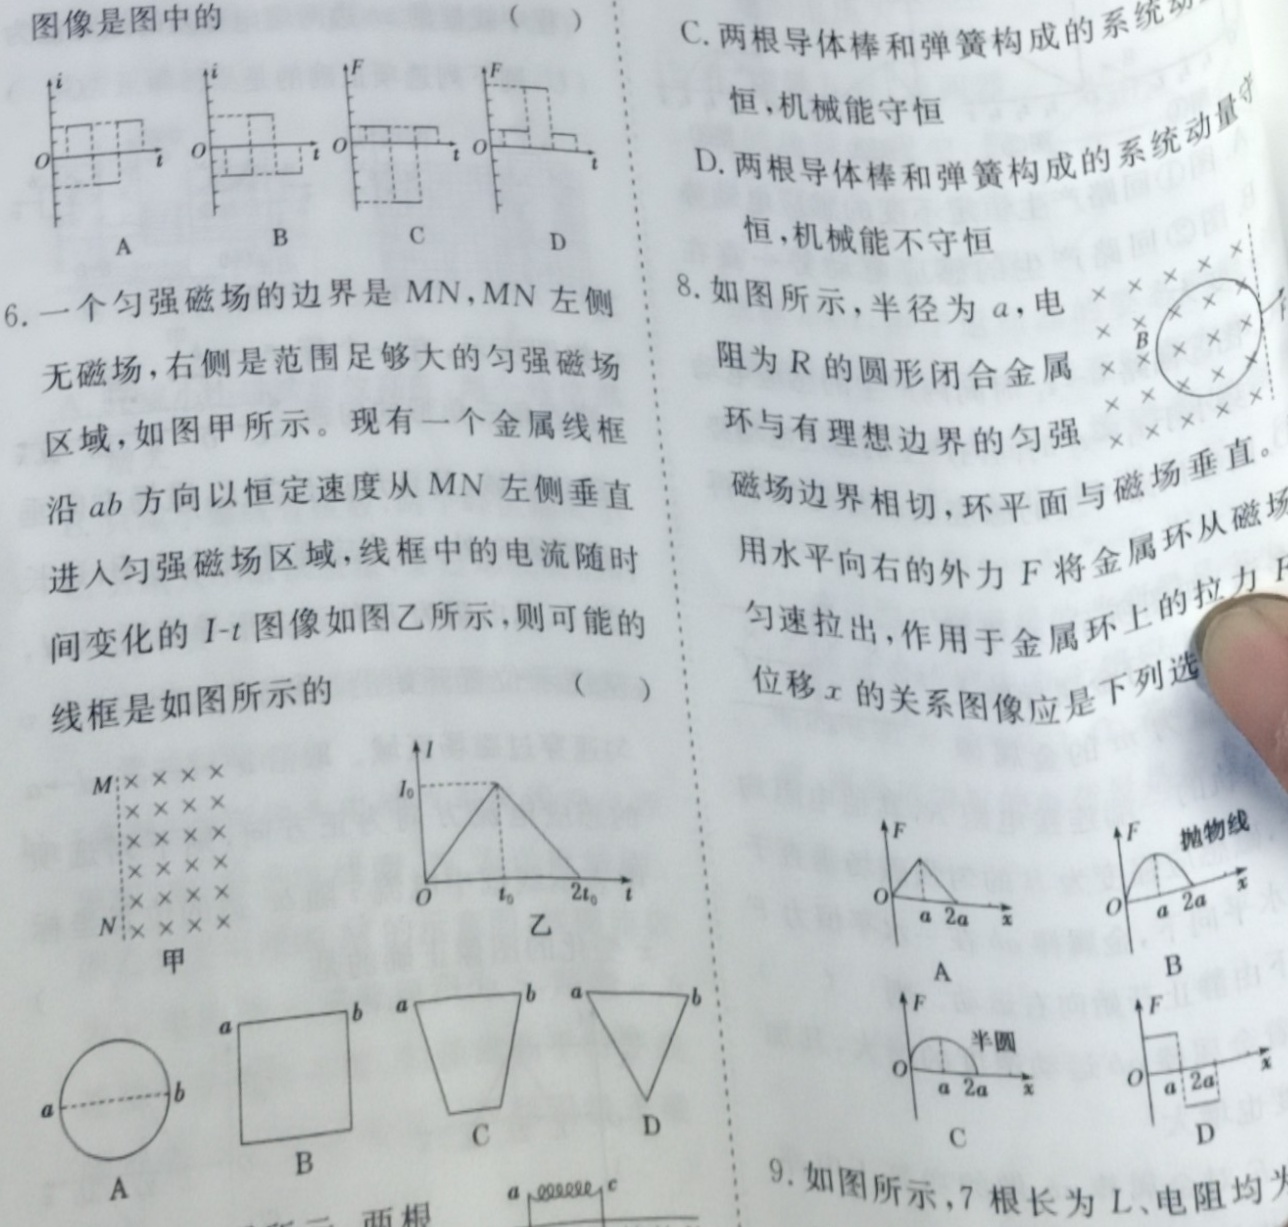 图像是图中的 ( )
i
O
t
A
i
O
t
B
F
O
t
C
F
O
t
D
6. 一个匀强磁场的边界是 MN,MN 左侧
无磁场,右侧是范围足够大的匀强磁场
区域,如图甲所示。现有一个金属线框
沿 ab 方向以恒定速度从 MN 左侧垂直
进入匀强磁场区域,线框中的电流随时
间变化的 I-t 图像如图乙所示,则可能的
线框是如图所示的 ( )
M
N
甲
I
I₀
O
t₀
2t₀
t
乙
a
b
A
a
b
B
a
b
C
a
b
D
两根
a
c
C. 两根导体棒和弹簧构成的系统动
恒,机械能守恒
D. 两根导体棒和弹簧构成的系统动量守
恒,机械能不守恒
8. 如图所示,半径为 a,电
阻为 R 的圆形闭合金属
环与有理想边界的匀强
磁场边界相切,环平面与磁场垂直。
用水平向右的外力 F 将金属环从磁场
匀速拉出,作用于金属环上的拉力 F
位移 x 的关系图像应是下列选
B
F
O
a 2a
x
A
F
抛物线
O
a 2a
x
B
F
半圆
O
a 2a
x
C
F
O
a 2a
x
D
9. 如图所示,7 根长为 L、电阻均为